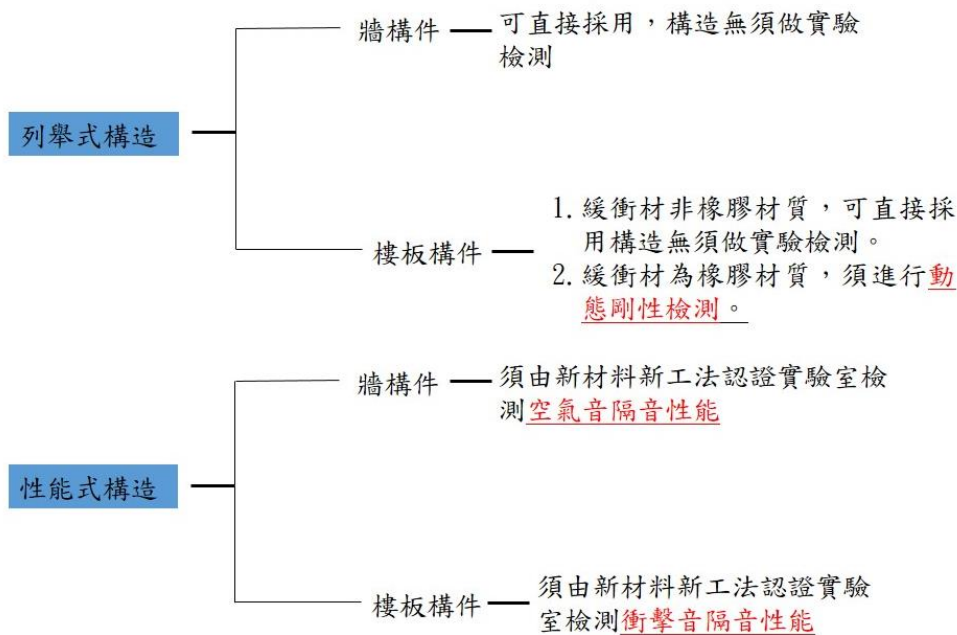 牆構件
可直接採用，構造無須做實驗
檢測
列舉式構造
樓板構件
1. 緩衝材非橡膠材質，可直接採
用構造無須做實驗檢測。
2. 緩衝材為橡膠材質，須進行動
態剛性檢測。
牆構件
須由新材料新工法認證實驗室檢
測空氣音隔音性能
性能式構造
樓板構件
須由新材料新工法認證實驗
室檢測衝擊音隔音性能